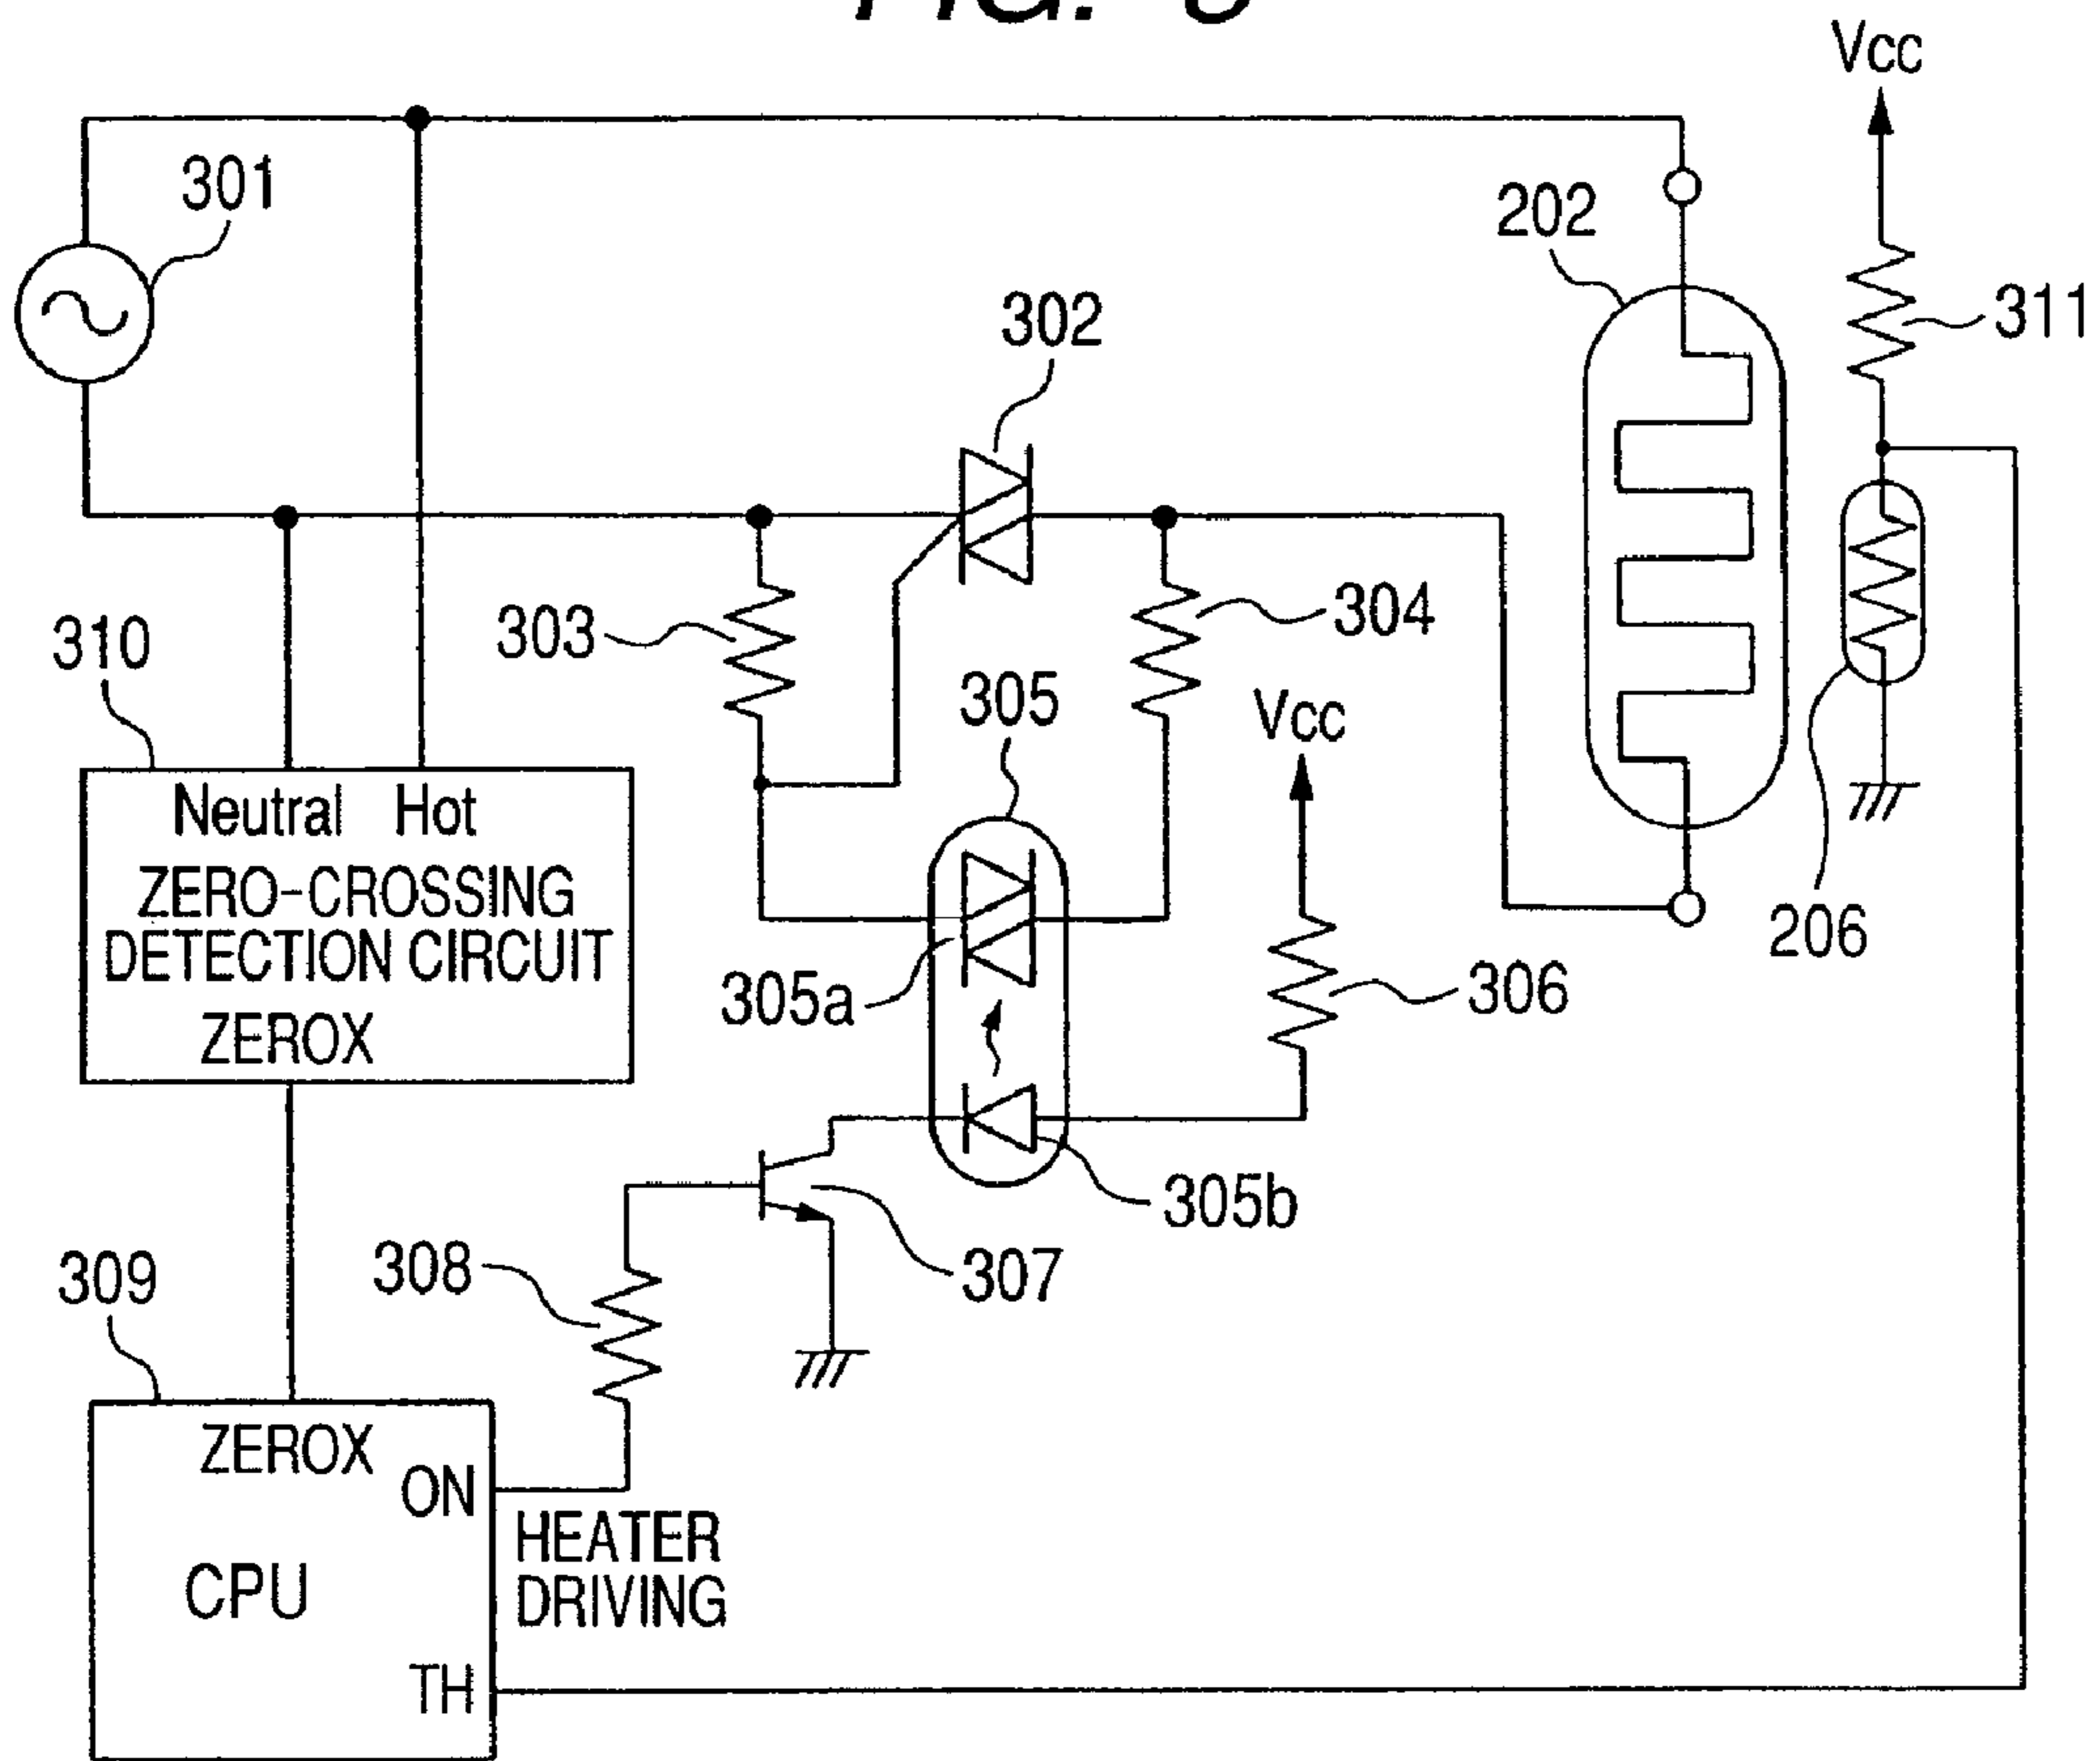 FIG.
Vcc
301
202
311
302
303
304
310
305
Vcc
Neutral Hot
ZERO-CROSSING
DETECTION CIRCUIT
ZEROX
206
305a
306
305b
307
308
309
ZEROX
ON
HEATER
DRIVING
CPU
TH